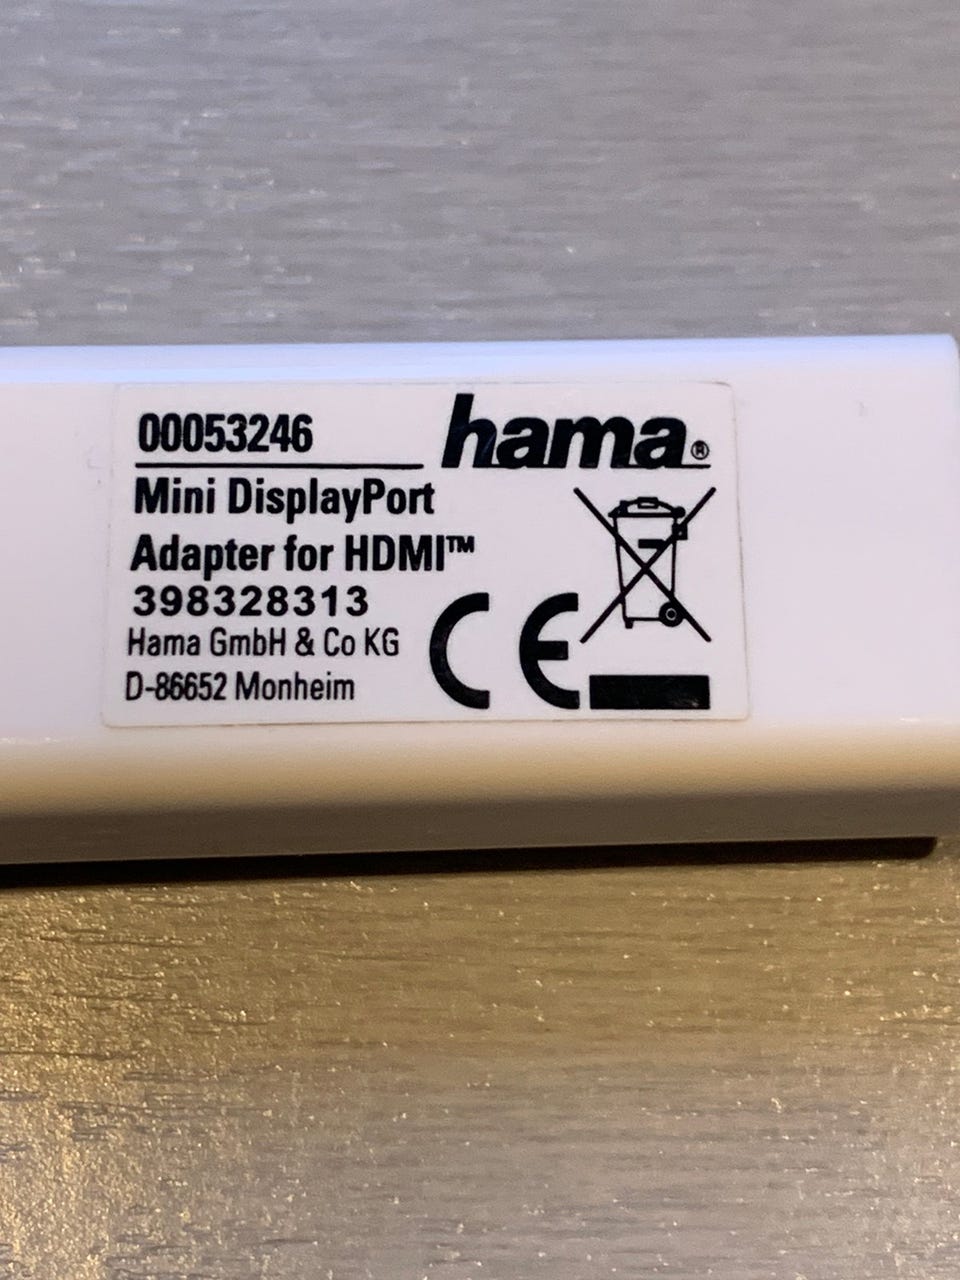 00053246 hama®
Mini DisplayPort
Adapter for HDMI™
398328313
Hama GmbH & Co KG
D-86652 Monheim
CE